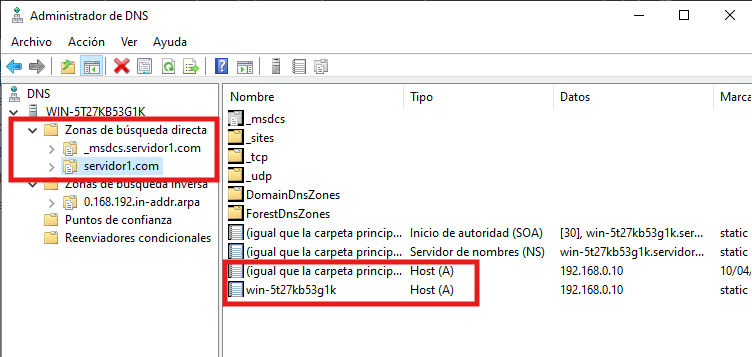 Administrador de DNS
Archivo Acción Ver Ayuda
DNS
WIN-5T27KB53G1K
Zonas de búsqueda directa
_msdcs.servidor1.com
servidor1.com
Zonas de búsqueda inversa
0.168.192.in-addr.arpa
Puntos de confianza
Reenviadores condicionales
Nombre Tipo Datos Marca
_msdcs
_sites
_tcp
_udp
DomainDnsZones
ForestDnsZones
(igual que la carpeta princip... Inicio de autoridad (SOA) [30], win-5t27kb53g1k.ser... static
(igual que la carpeta princip... Servidor de nombres (NS) win-5t27kb53g1k.servidor... static
(igual que la carpeta princip... Host (A) 192.168.0.10 10/04,
win-5t27kb53g1k Host (A) 192.168.0.10 static